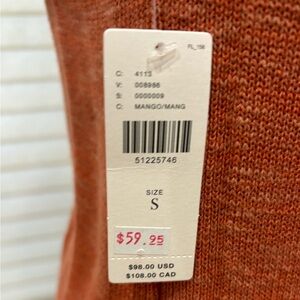 FL_156
C: 4113
V: 008966
S: 0000009
C: MANGO/MANG
51225746
SIZE
S
$59.95
$98.00 USD
$108.00 CAD